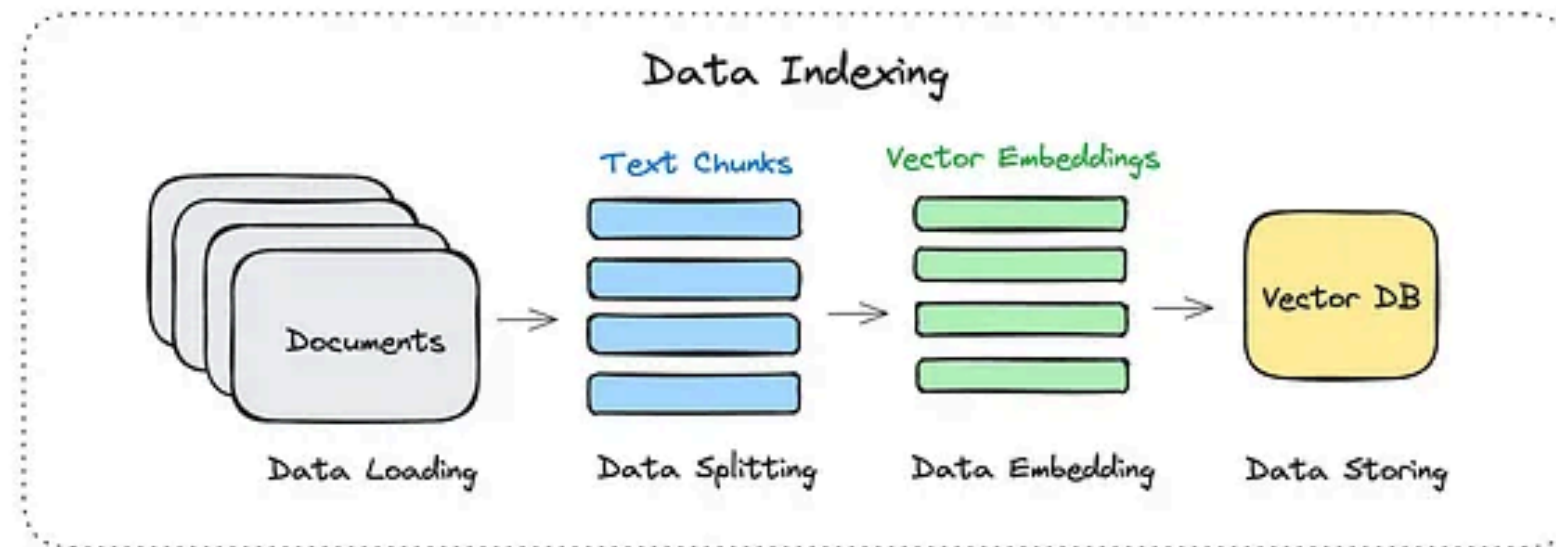 Data Indexing
Text Chunks
Vector Embeddings
Documents
Vector DB
Data Loading
Data Splitting
Data Embedding
Data Storing